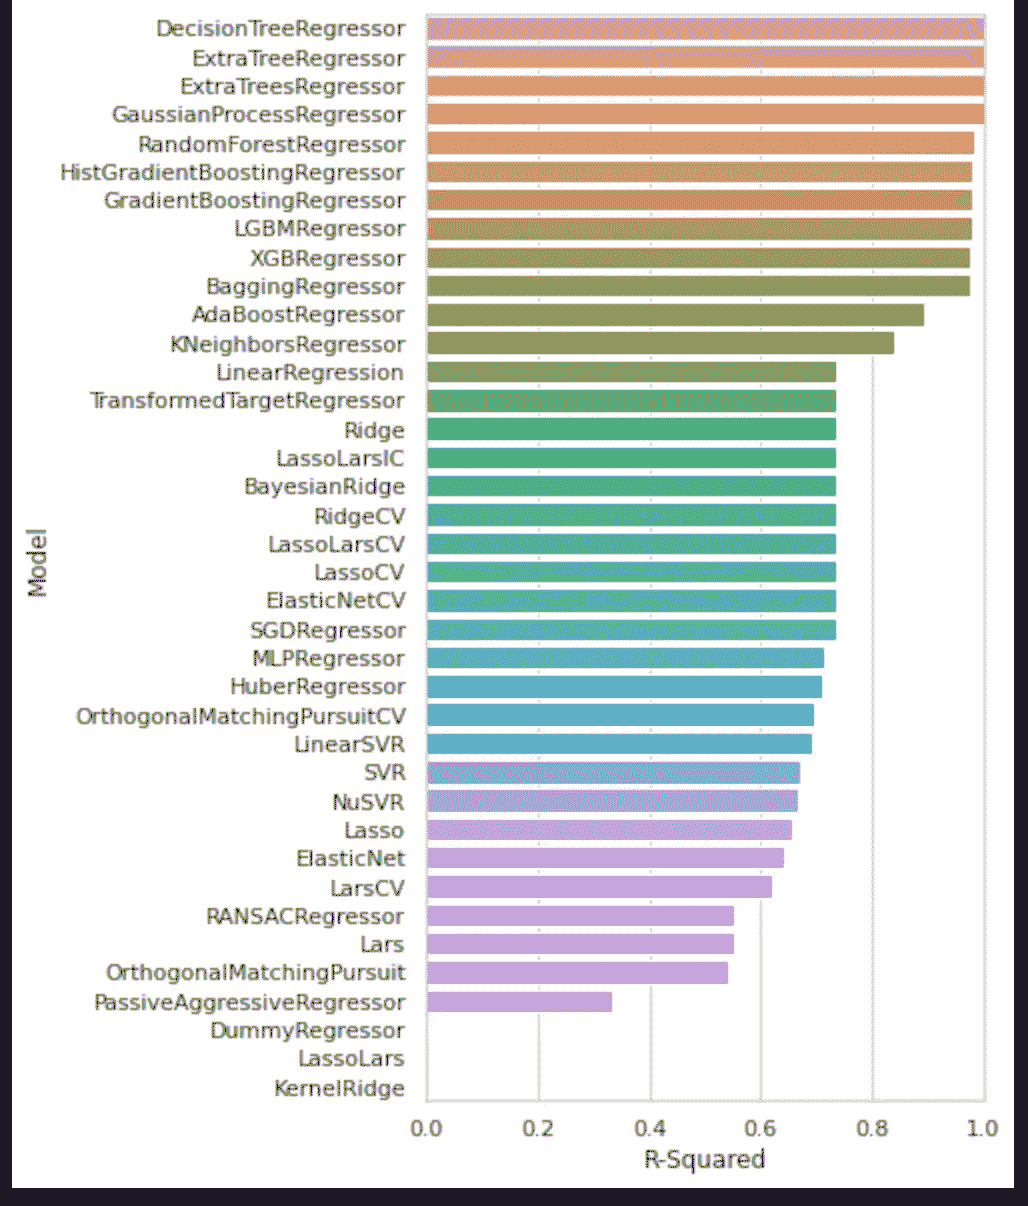 DecisionTreeRegressor
ExtraTreeRegressor
ExtraTreesRegressor
GaussianProcessRegressor
RandomForestRegressor
HistGradientBoostingRegressor
GradientBoostingRegressor
LGBMRegressor
XGBRegressor
BaggingRegressor
AdaBoostRegressor
KNeighborsRegressor
LinearRegression
TransformedTargetRegressor
Ridge
LassoLarsIC
BayesianRidge
RidgeCV
LassoLarsCV
LassoCV
ElasticNetCV
SGDRegressor
MLPRegressor
HuberRegressor
OrthogonalMatchingPursuitCV
LinearSVR
SVR
NuSVR
Lasso
ElasticNet
LarsCV
RANSACRegressor
Lars
OrthogonalMatchingPursuit
PassiveAggressiveRegressor
DummyRegressor
LassoLars
KernelRidge
Model
0.0 0.2 0.4 0.6 0.8 1.0
R-Squared